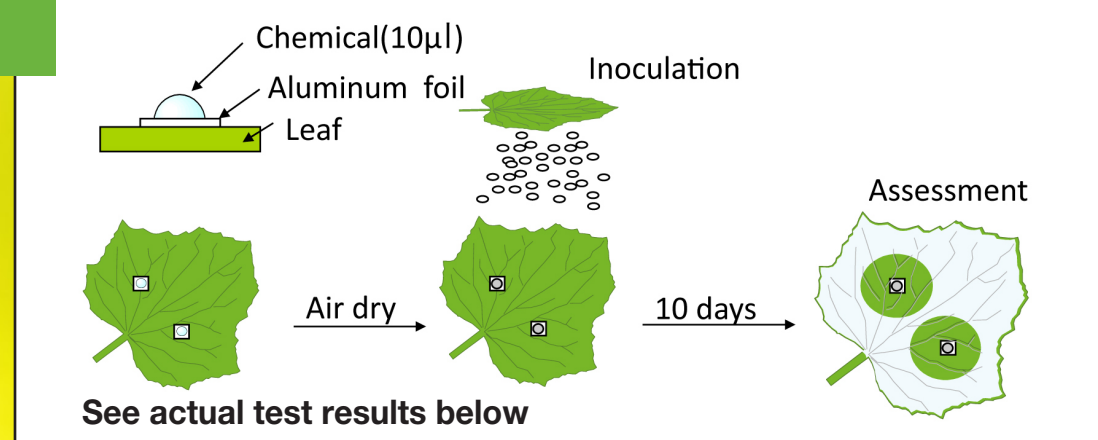 Chemical(10μl)
Aluminum foil
Leaf
Inoculation
Assessment
Air dry
10 days
See actual test results below